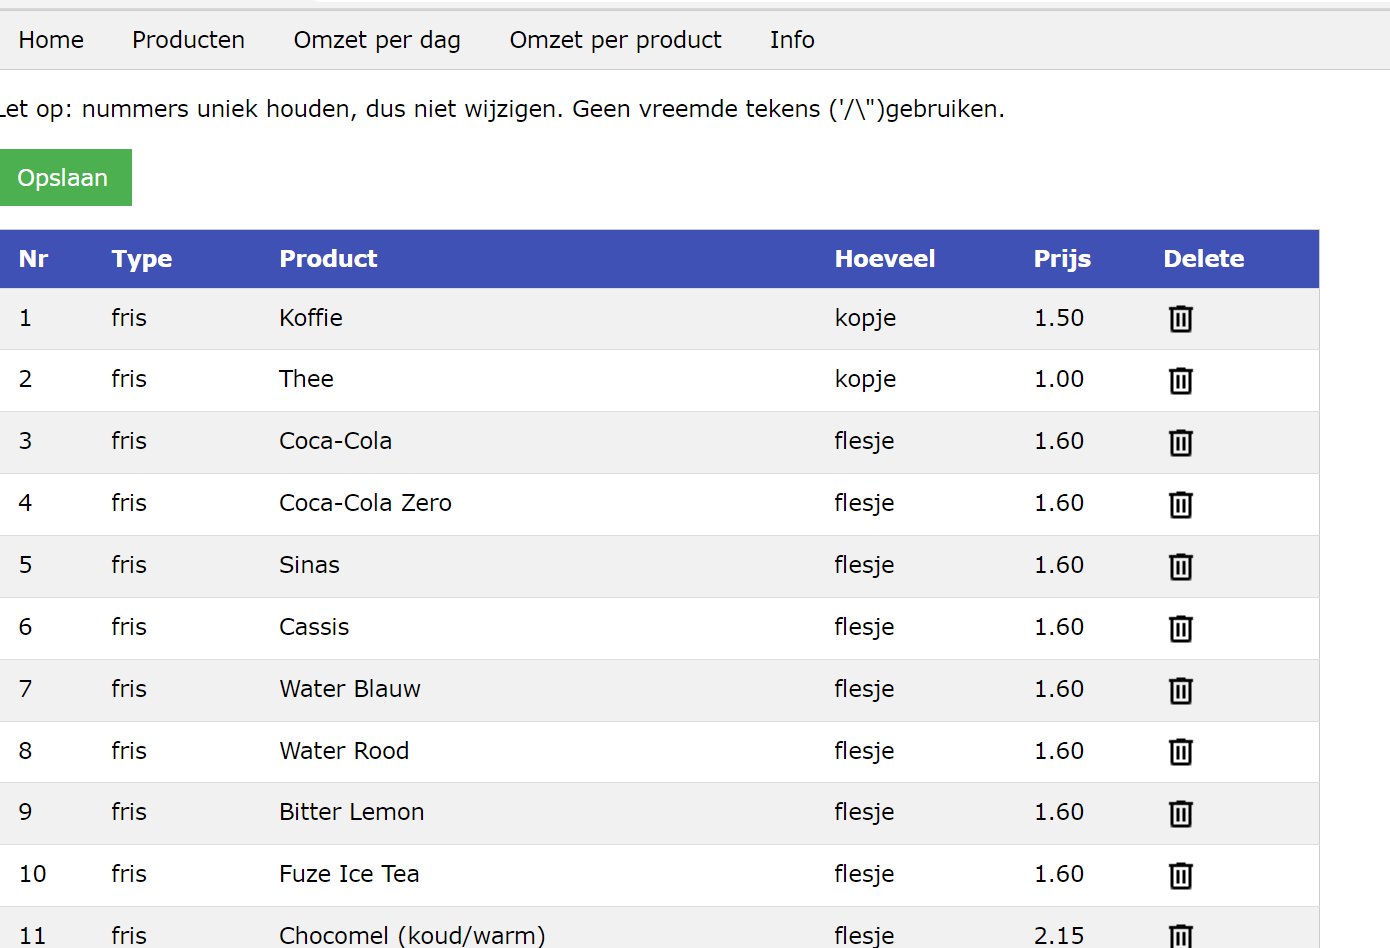 Home Producten Omzet per dag Omzet per product Info
Let op: nummers uniek houden, dus niet wijzigen. Geen vreemde tekens ('/\")gebruiken.
Opslaan
Nr Type Product Hoeveel Prijs Delete
1 fris Koffie kopje 1.50
2 fris Thee kopje 1.00
3 fris Coca-Cola flesje 1.60
4 fris Coca-Cola Zero flesje 1.60
5 fris Sinas flesje 1.60
6 fris Cassis flesje 1.60
7 fris Water Blauw flesje 1.60
8 fris Water Rood flesje 1.60
9 fris Bitter Lemon flesje 1.60
10 fris Fuze Ice Tea flesje 1.60
11 fris Chocomel (koud/warm) flesje 2.15